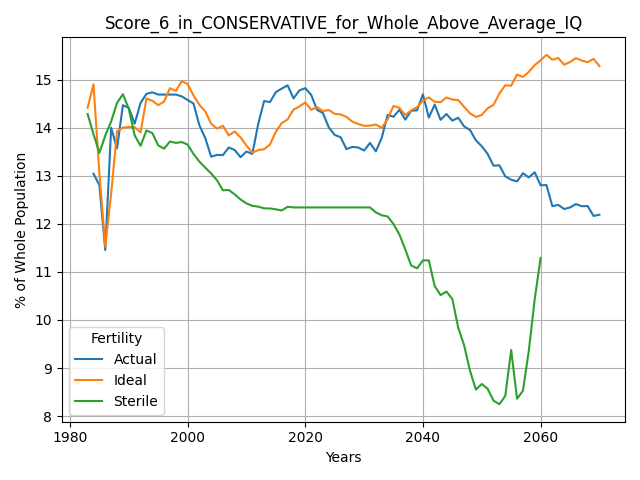 Score_6_in_CONSERVATIVE_for_Whole_Above_Average_IQ
% of Whole Population
15
14
13
12
11
10
9
8
Fertility
Actual
Ideal
Sterile
1980
2000
2020
2040
2060
Years